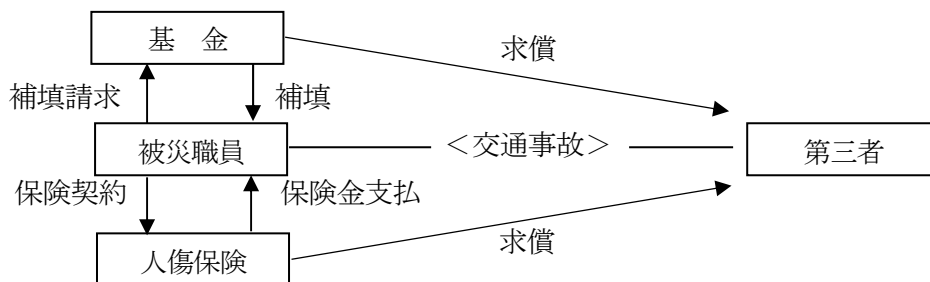 基　金
求償
補填請求
補填
被災職員
＜交通事故＞
第三者
保険契約
保険金支払
人傷保険
求償